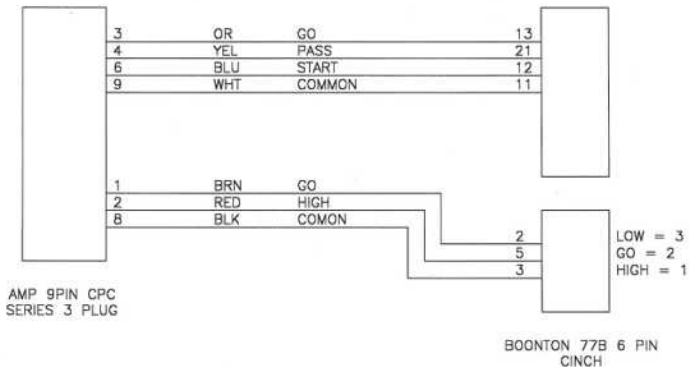 3 OR GO 13
4 YEL PASS 21
6 BLU START 12
9 WHT COMMON 11
1 BRN GO
2 RED HIGH
8 BLK COMON
2 LOW = 3
5 GO = 2
3 HIGH = 1
AMP 9PIN CPC
SERIES 3 PLUG
BOONTON 77B 6 PIN
CINCH